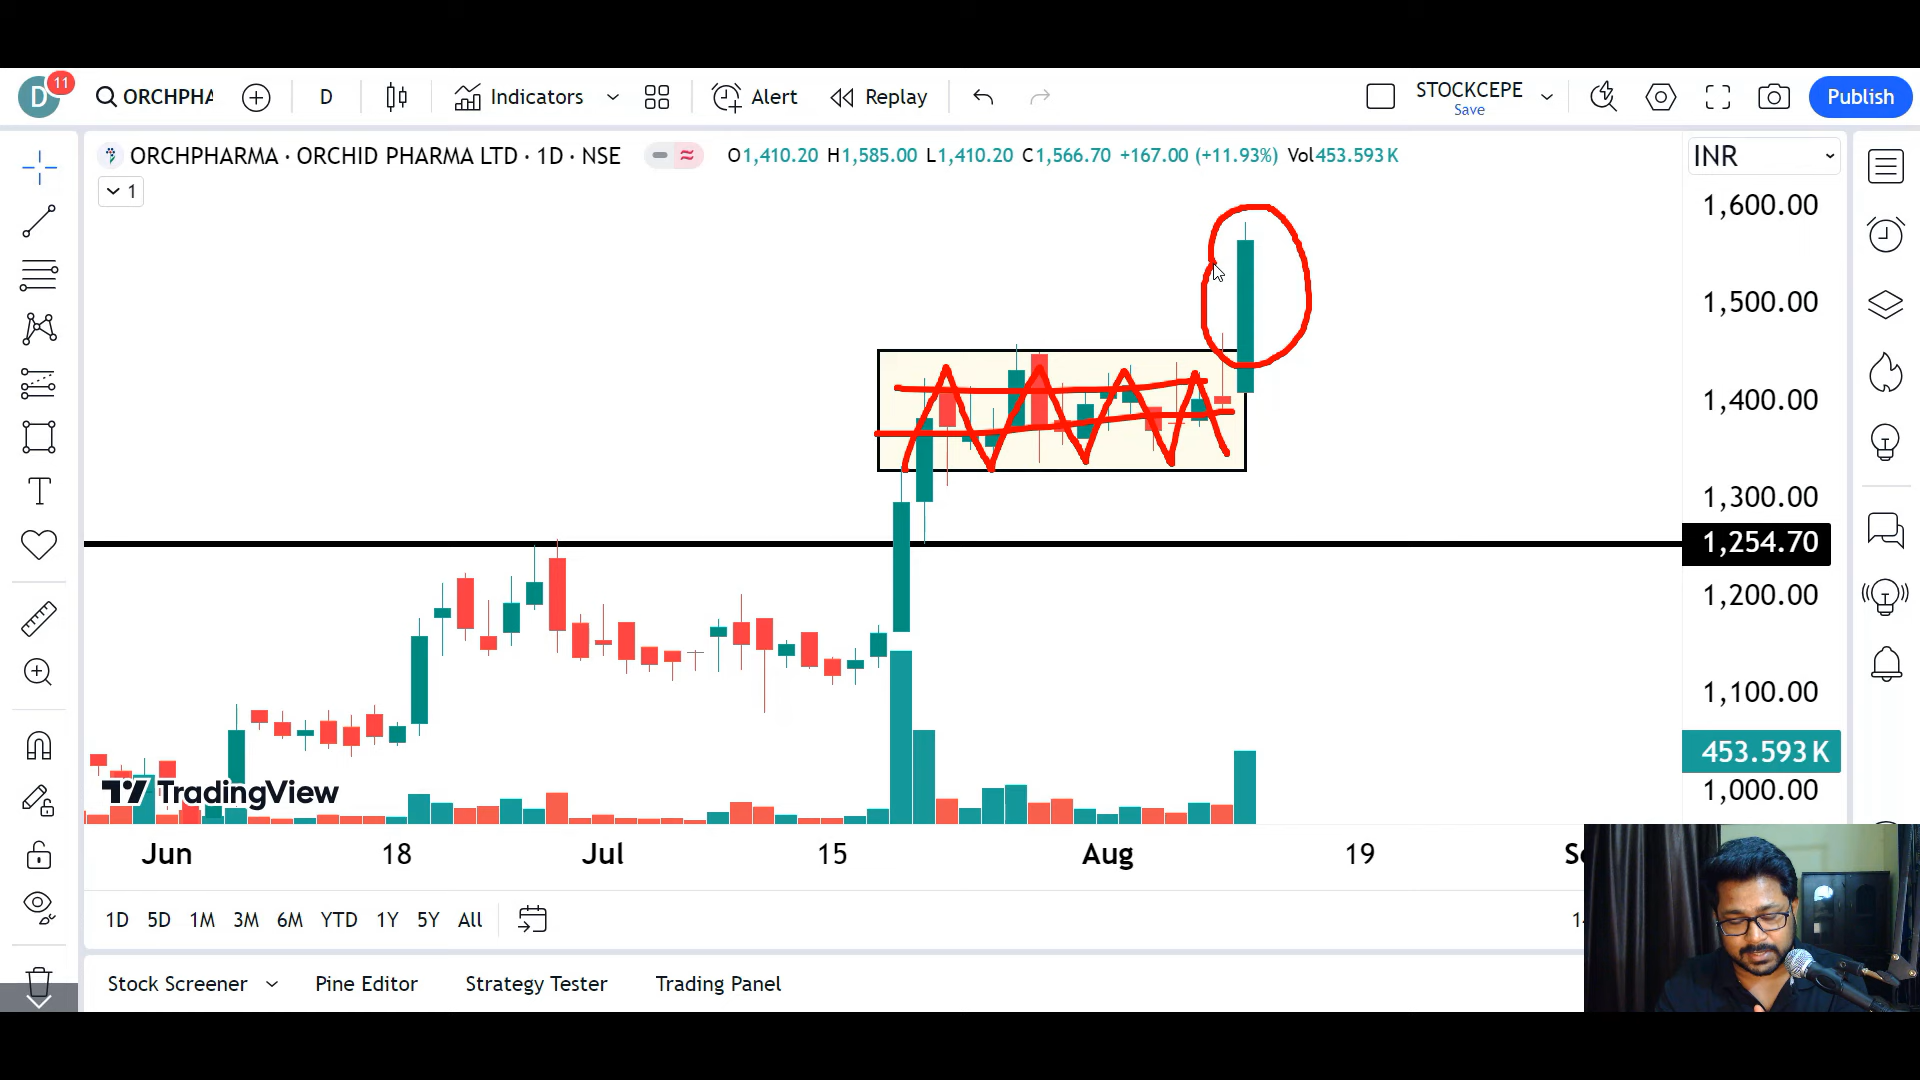 D
11
ORCHPHA
D
Indicators
Alert
Replay
STOCKCEPE
Save
Publish
ORCHPHARMA · ORCHID PHARMA LTD · 1D · NSE
O1,410.20 H1,585.00 L1,410.20 C1,566.70 +167.00 (+11.93%) Vol453.593K
INR
1
1,600.00
1,500.00
1,400.00
1,300.00
1,254.70
1,200.00
1,100.00
453.593K
1,000.00
TradingView
Jun 18 Jul 15 Aug 19
1D 5D 1M 3M 6M YTD 1Y 5Y All
Stock Screener Pine Editor Strategy Tester Trading Panel